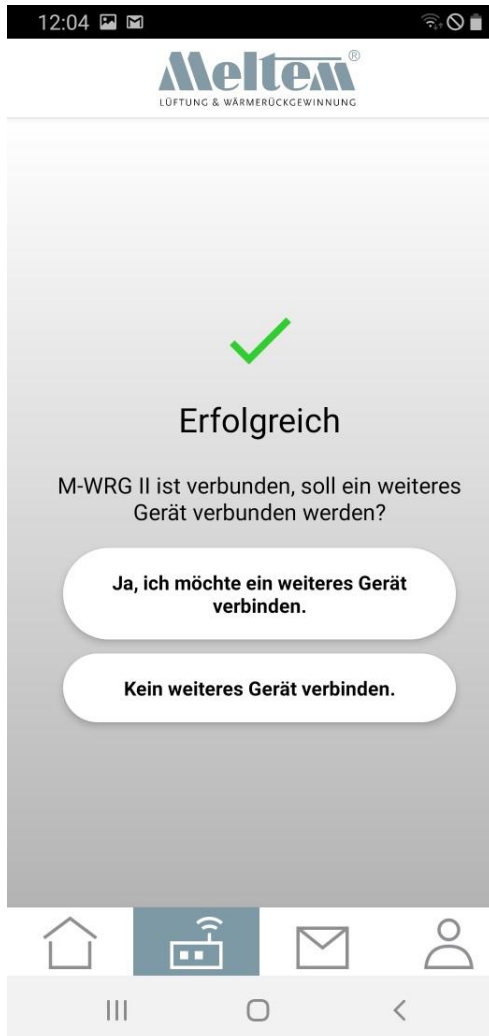 12:04
Meltem®
LÜFTUNG & WÄRMERÜCKGEWINNUNG
Erfolgreich
M-WRG II ist verbunden, soll ein weiteres
Gerät verbunden werden?
Ja, ich möchte ein weiteres Gerät
verbinden.
Kein weiteres Gerät verbinden.